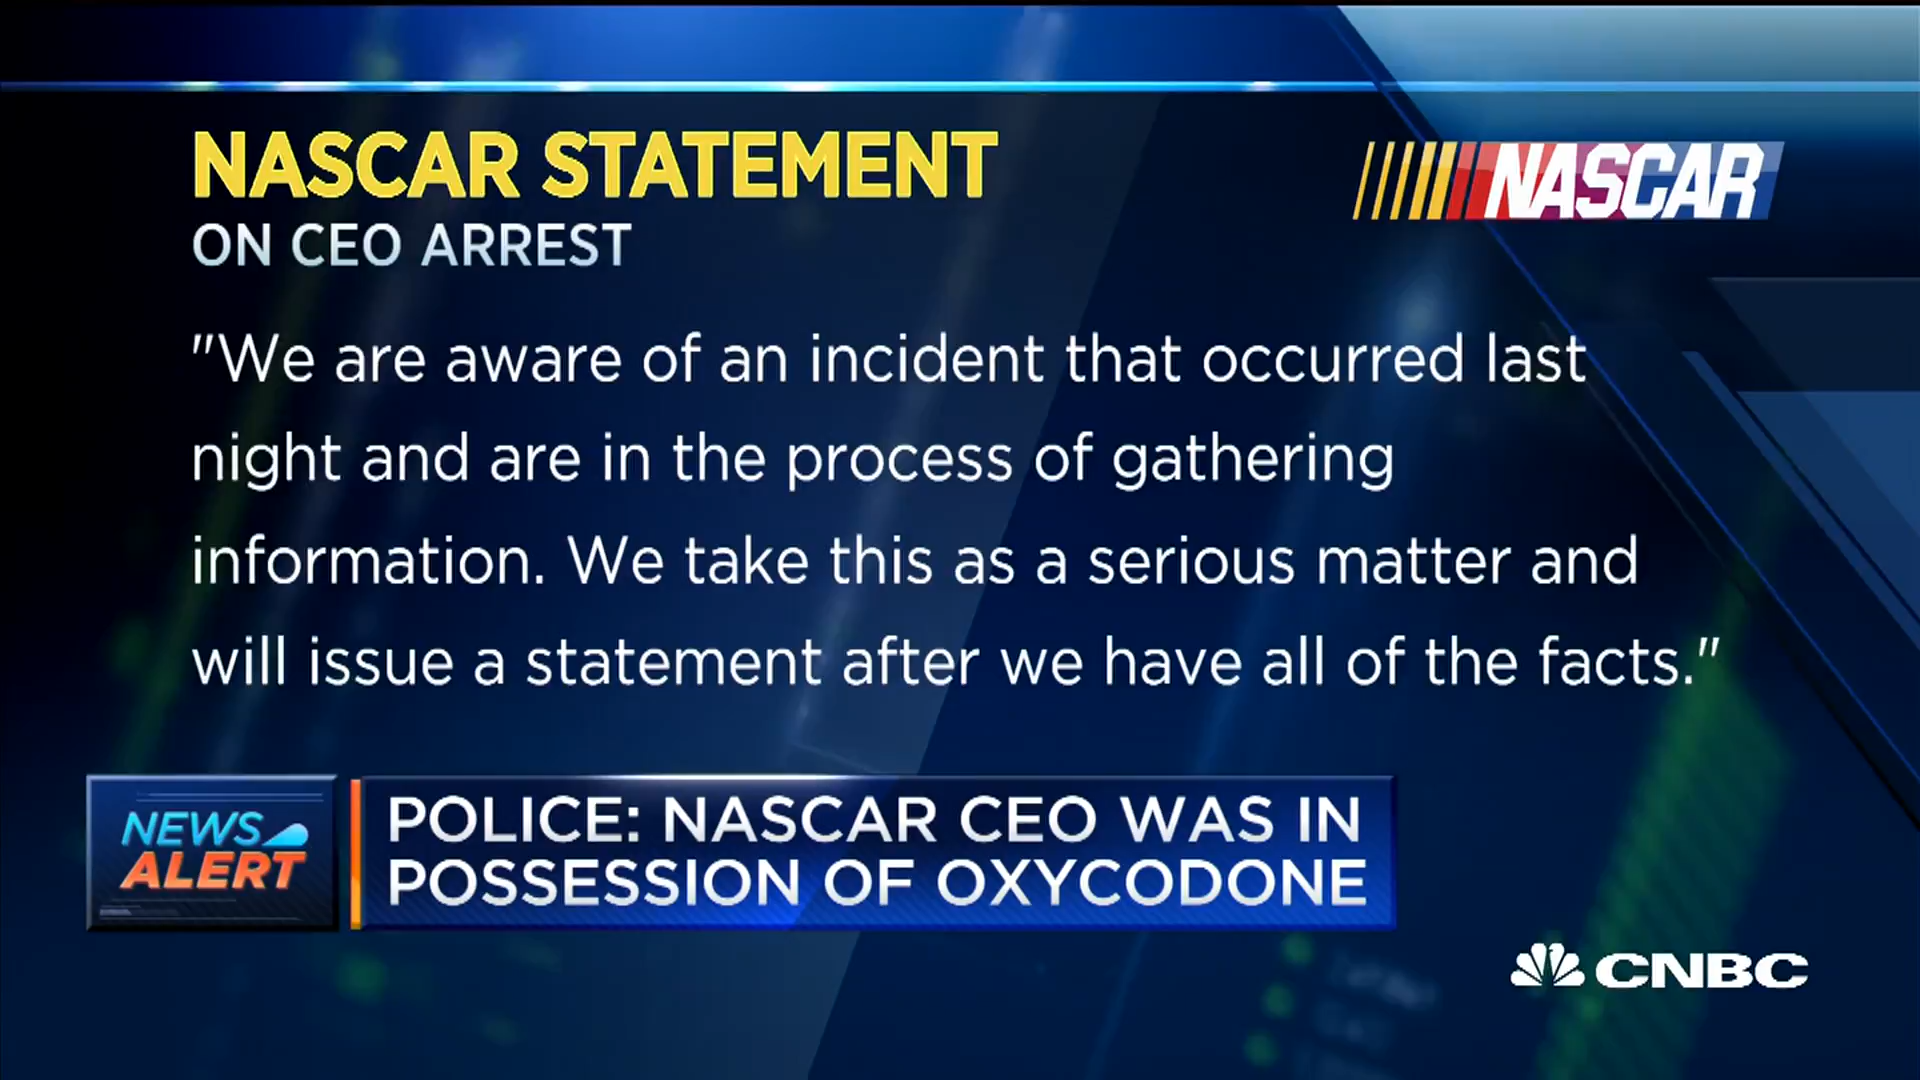 NASCAR STATEMENT
ON CEO ARREST
NASCAR
"We are aware of an incident that occurred last
night and are in the process of gathering
information. We take this as a serious matter and
will issue a statement after we have all of the facts."
NEWS
ALERT
POLICE: NASCAR CEO WAS IN
POSSESSION OF OXYCODONE
CNBC